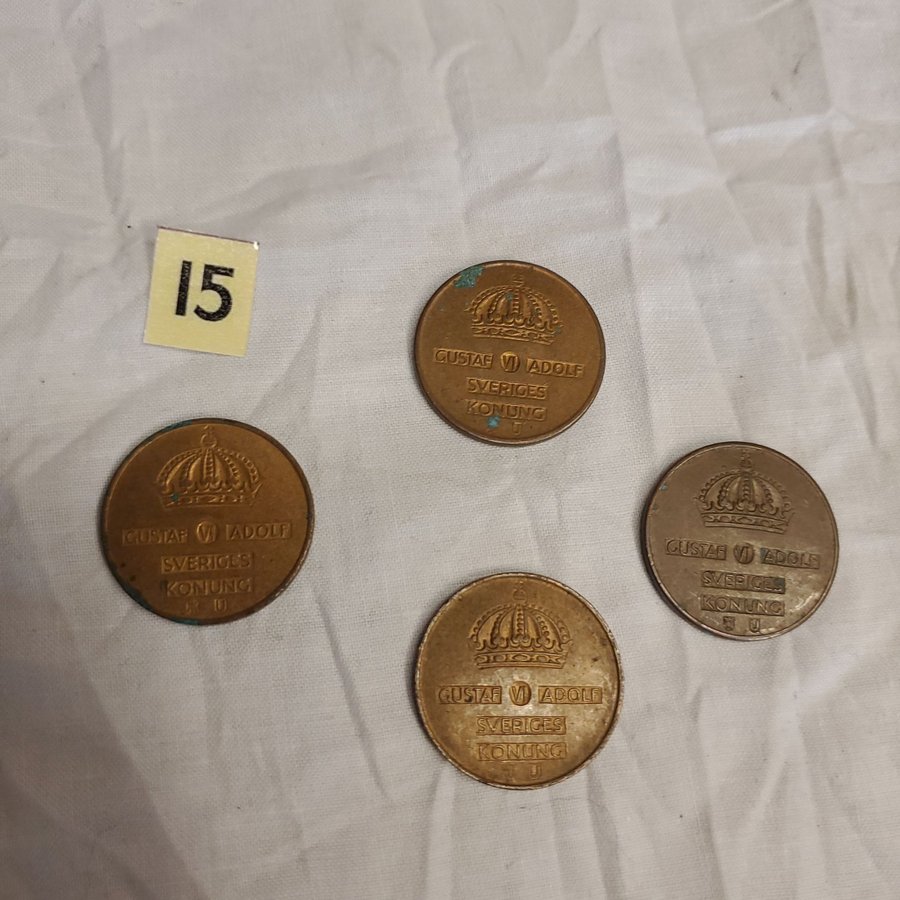 15
GUSTAF VI ADOLF
SVERIGES
KONUNG
U
GUSTAF VI ADOLF
SVERIGES
KONUNG
U
GUSTAF VI ADOLF
SVERIGES
KONUNG
U
GUSTAF VI ADOLF
SVERIGES
KONUNG
U